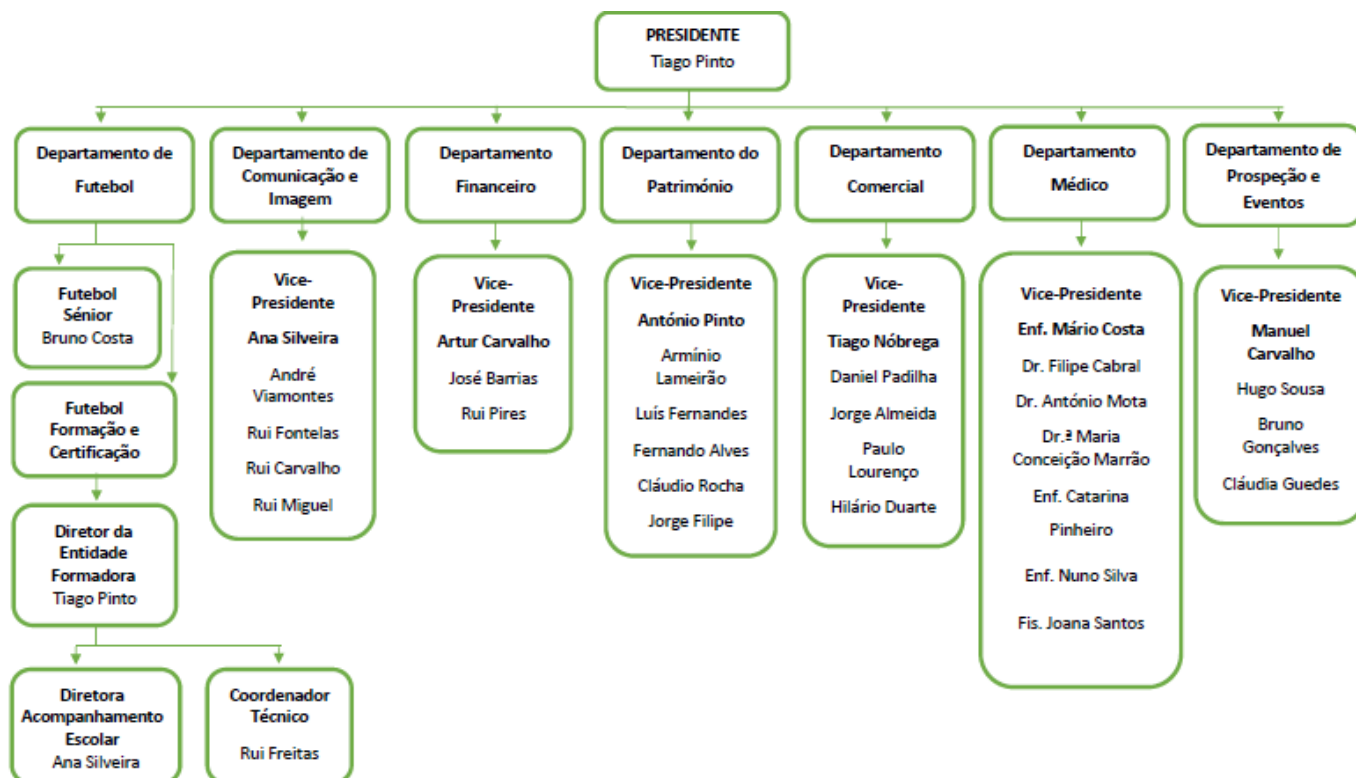 PRESIDENTE
Tiago Pinto
Departamento de
Futebol
Departamento de
Comunicação e
Imagem
Departamento
Financeiro
Departamento do
Património
Departamento
Comercial
Departamento
Médico
Departamento de
Prospeção e
Eventos
Futebol
Sénior
Bruno Costa
Futebol
Formação e
Certificação
Diretor da
Entidade
Formadora
Tiago Pinto
Diretora
Acompanhamento
Escolar
Ana Silveira
Coordenador
Técnico
Rui Freitas
Vice-
Presidente
Ana Silveira
André
Viamontes
Rui Fontelas
Rui Carvalho
Rui Miguel
Vice-
Presidente
Artur Carvalho
José Barrias
Rui Pires
Vice-Presidente
António Pinto
Armínio
Lameirão
Luís Fernandes
Fernando Alves
Cláudio Rocha
Jorge Filipe
Vice-
Presidente
Tiago Nóbrega
Daniel Padilha
Jorge Almeida
Paulo
Lourenço
Hilário Duarte
Vice-Presidente
Enf. Mário Costa
Dr. Filipe Cabral
Dr. António Mota
Dr.ª Maria
Conceição Marrão
Enf. Catarina
Pinheiro
Enf. Nuno Silva
Fis. Joana Santos
Vice-Presidente
Manuel
Carvalho
Hugo Sousa
Bruno
Gonçalves
Cláudia Guedes